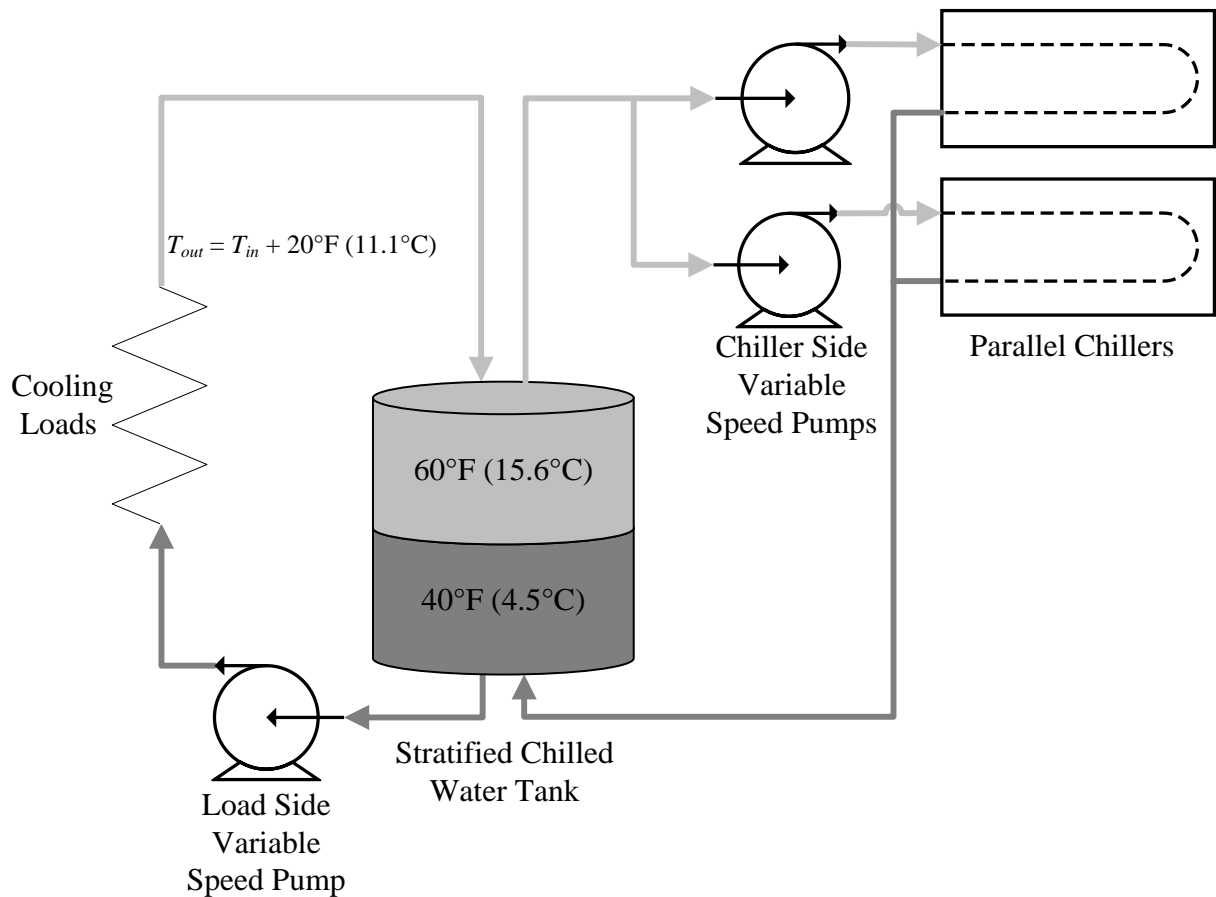 T_out = T_in + 20°F (11.1°C)
Cooling
Loads
60°F (15.6°C)
40°F (4.5°C)
Chiller Side
Variable
Speed Pumps
Parallel Chillers
Stratified Chilled
Water Tank
Load Side
Variable
Speed Pump